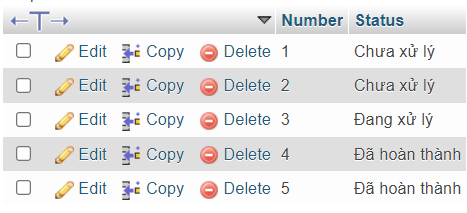 Number Status
Edit Copy Delete 1 Chưa xử lý
Edit Copy Delete 2 Chưa xử lý
Edit Copy Delete 3 Đang xử lý
Edit Copy Delete 4 Đã hoàn thành
Edit Copy Delete 5 Đã hoàn thành